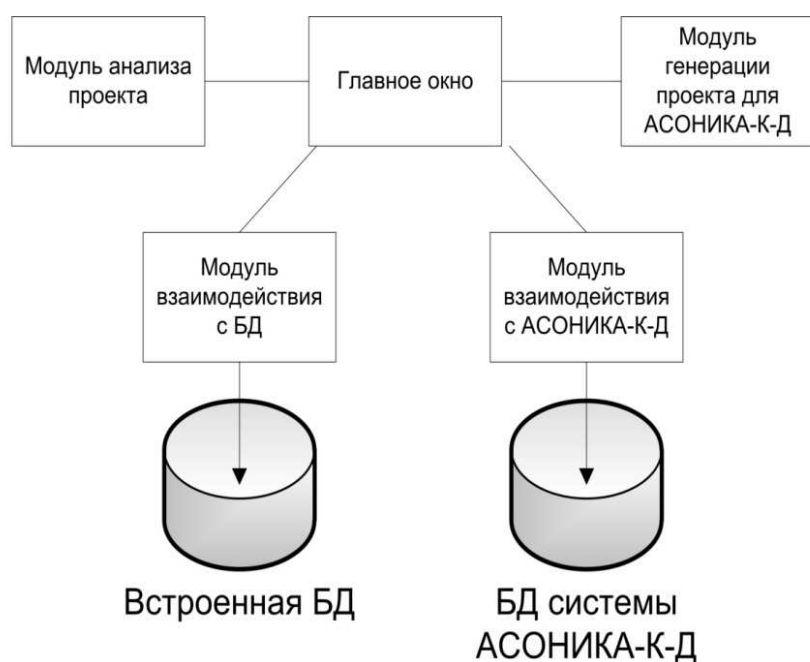 Модуль анализа
проекта
Главное окно
Модуль
генерации
проекта для
АСОНИКА-К-Д
Модуль
взаимодействия
с БД
Модуль
взаимодействия
с АСОНИКА-К-Д
Встроенная БД
БД системы
АСОНИКА-К-Д